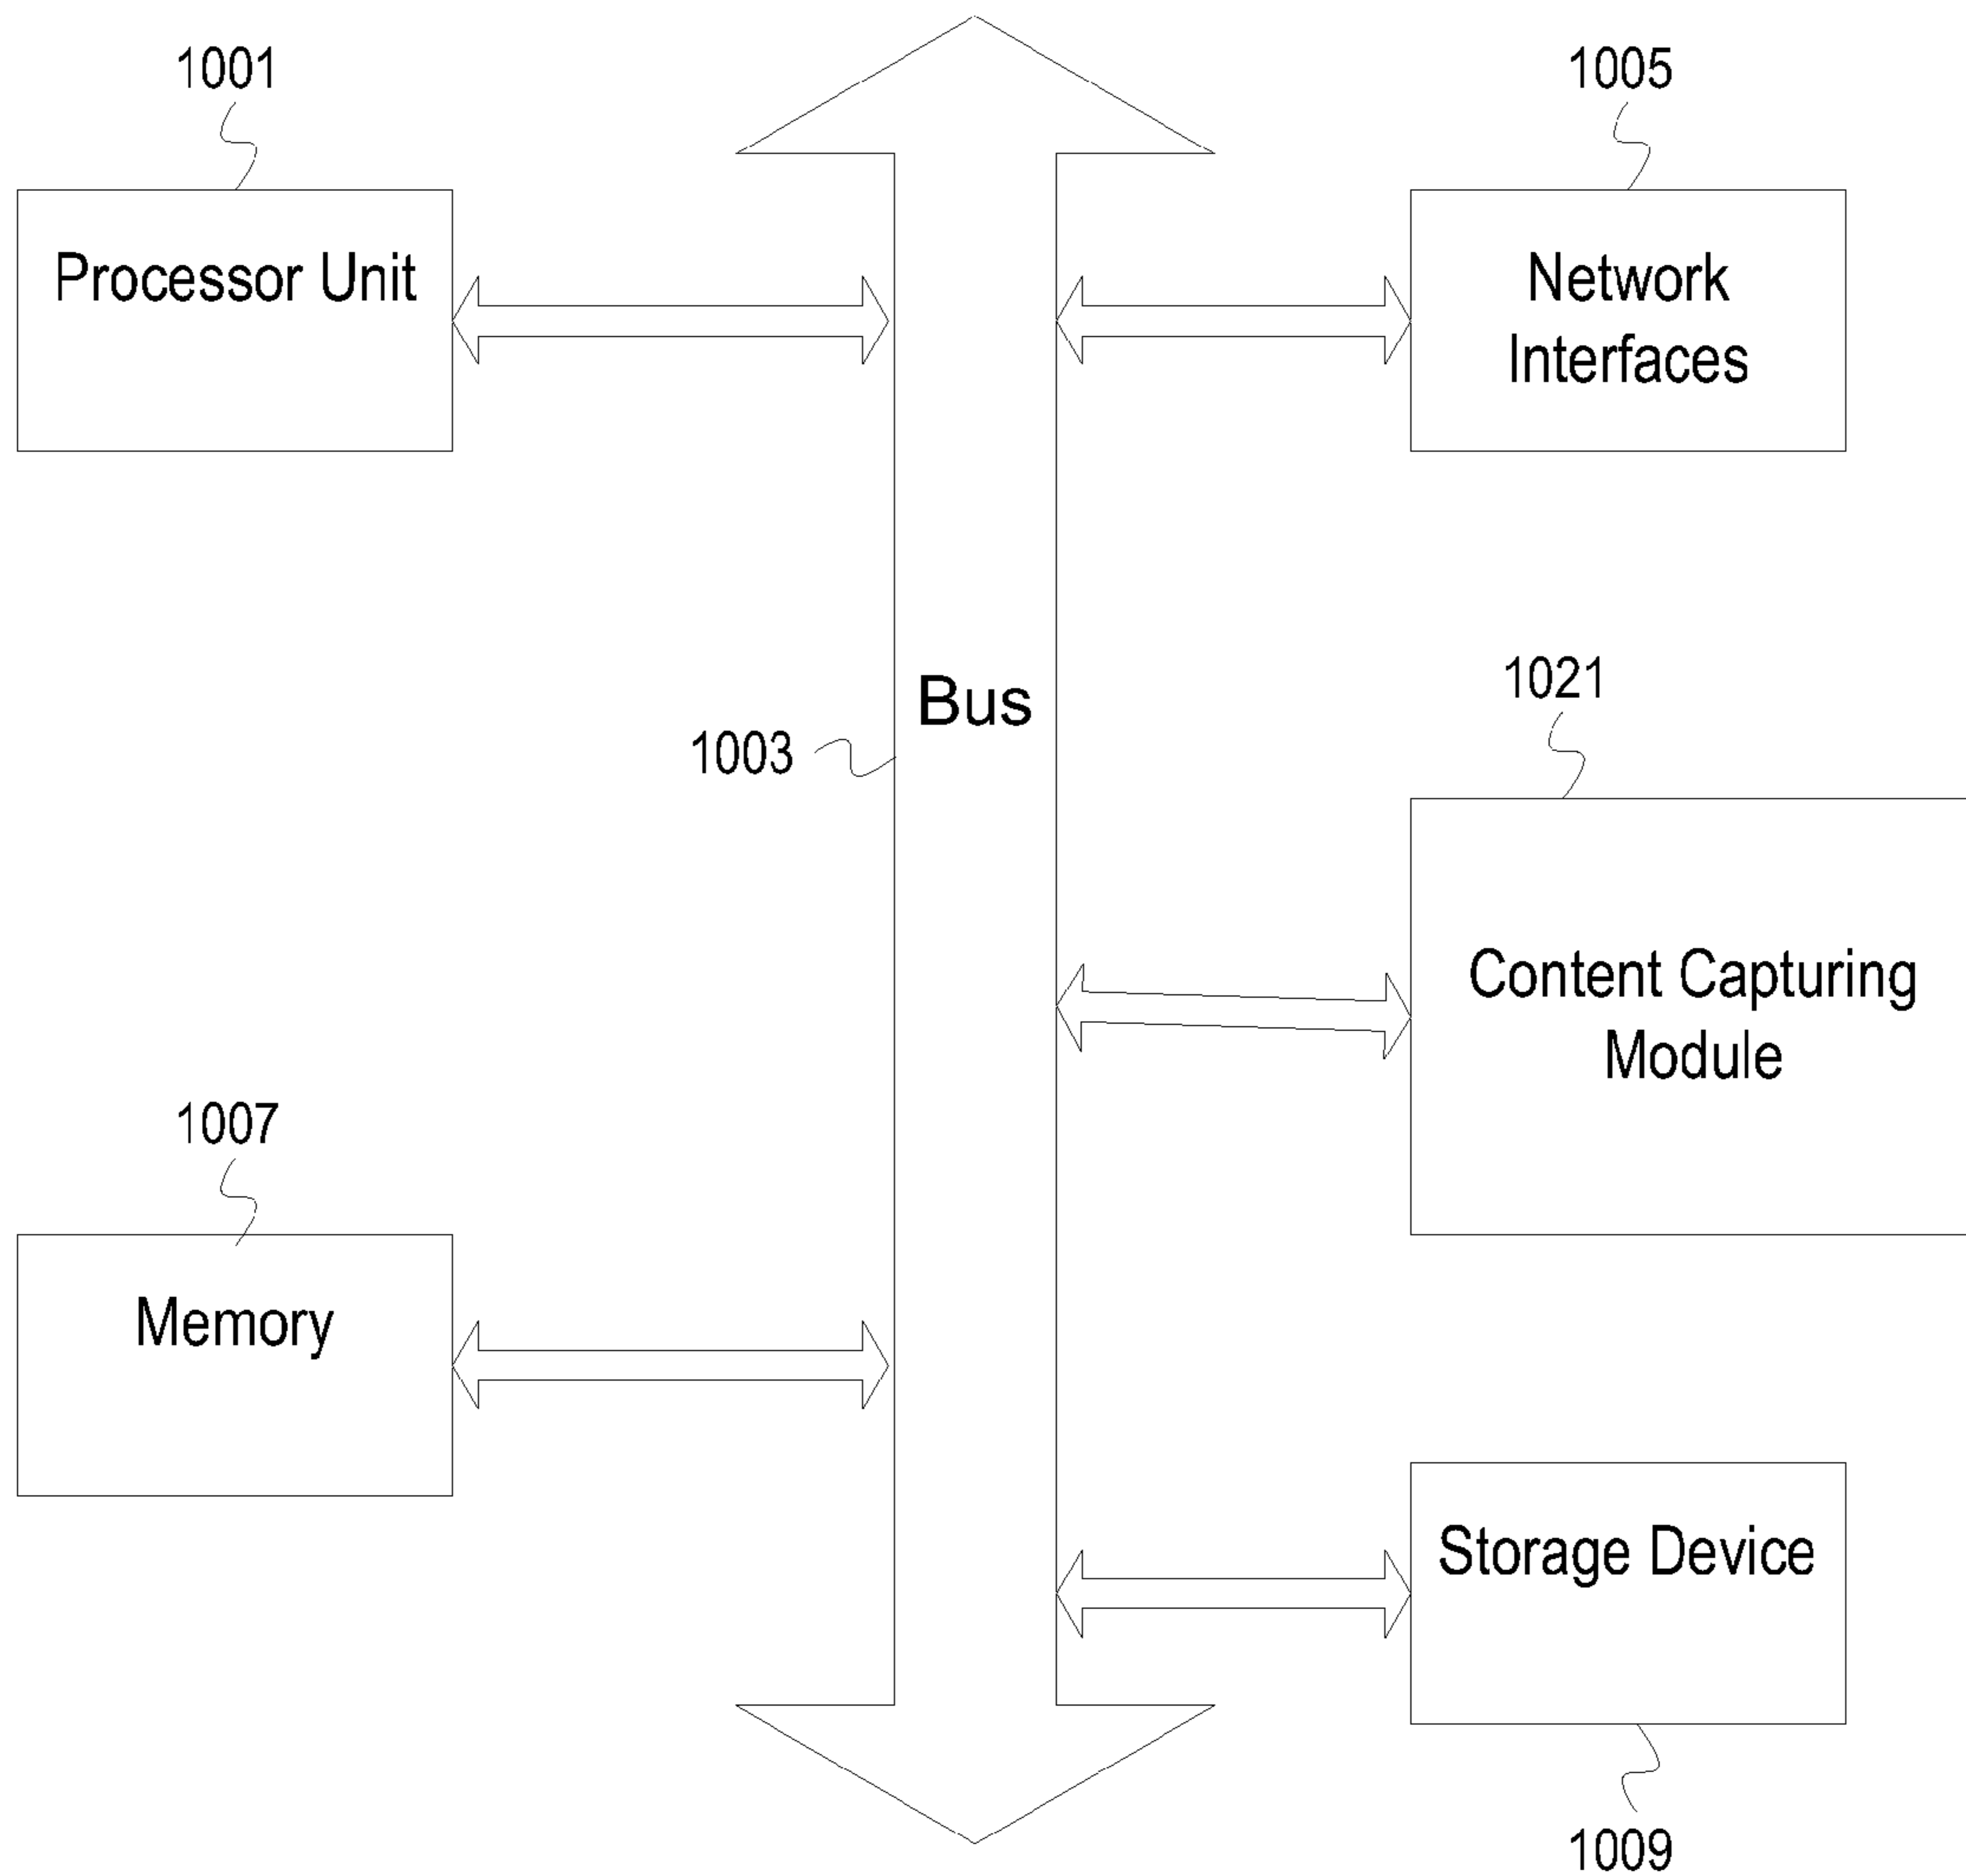 1001
1005
Processor Unit
Network
Interfaces
1021
Bus
1003
Content Capturing
Module
1007
Memory
Storage Device
1009